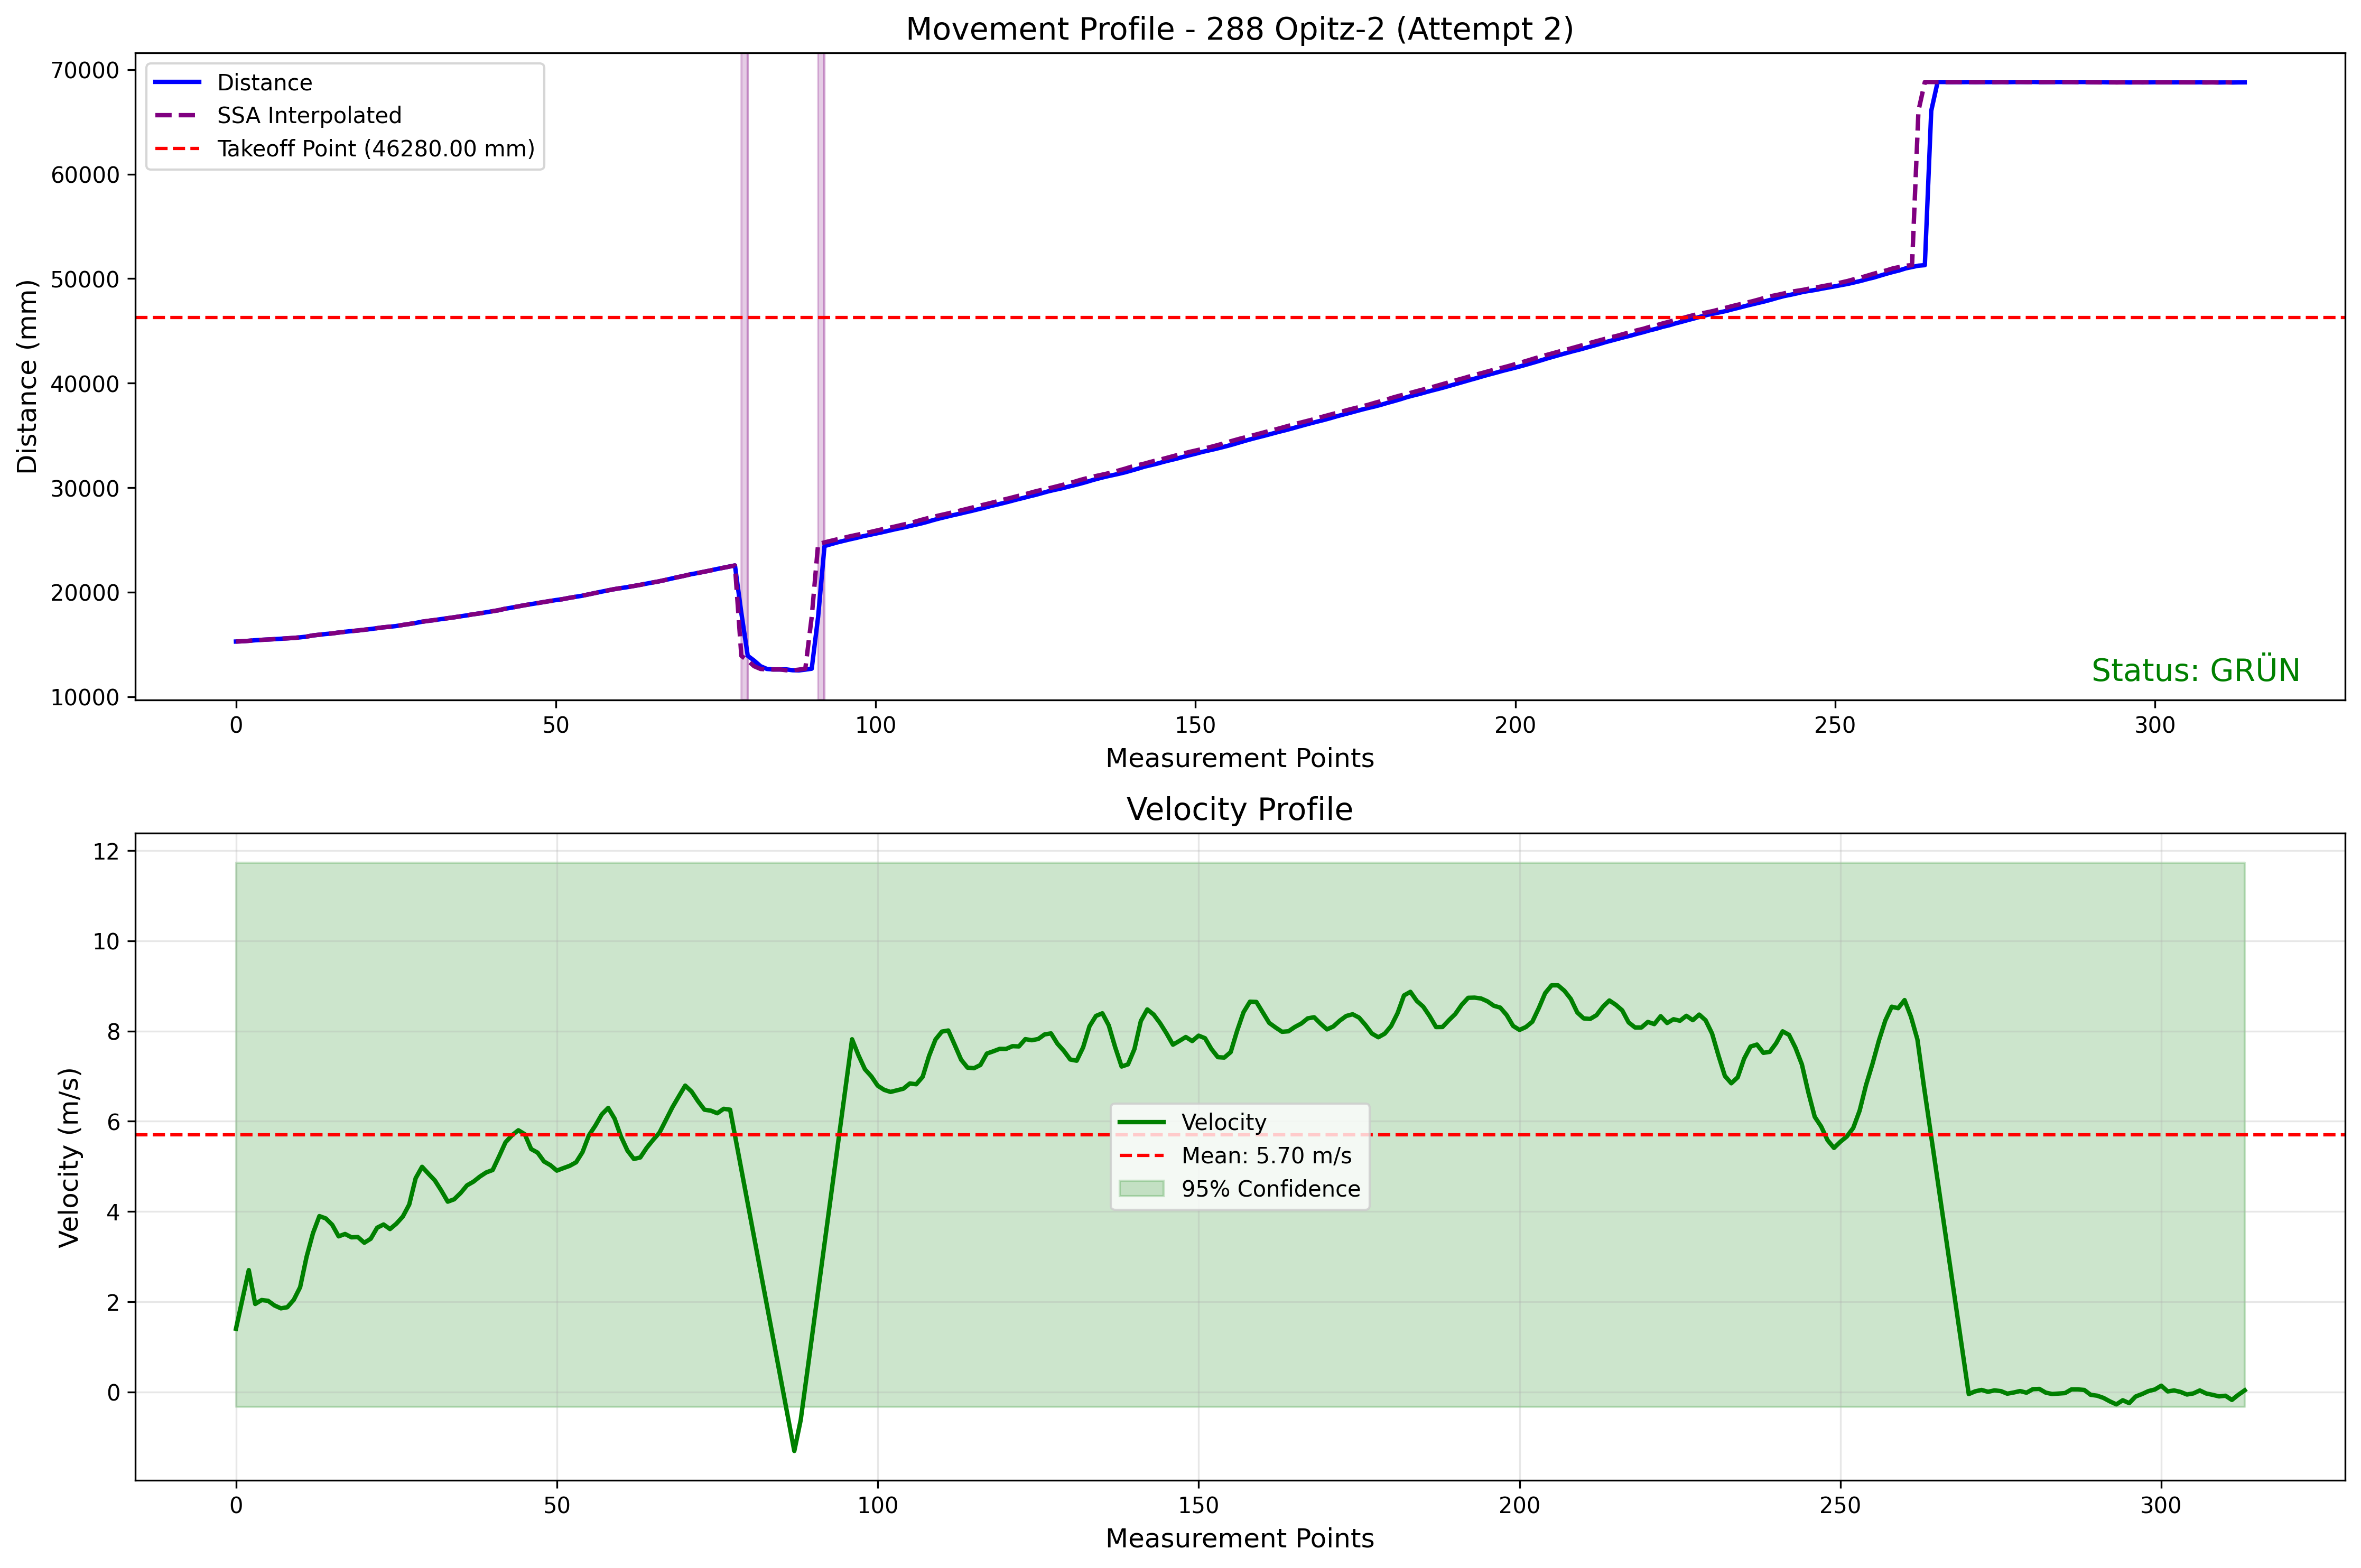 Movement Profile - 288 Opitz-2 (Attempt 2)
Distance (mm)
70000
60000
50000
40000
30000
20000
10000
Distance
SSA Interpolated
Takeoff Point (46280.00 mm)
Status: GRÜN
0 50 100 150 200 250 300
Measurement Points
Velocity Profile
Velocity (m/s)
12
10
8
6
4
2
0
Velocity
Mean: 5.70 m/s
95% Confidence
0 50 100 150 200 250 300
Measurement Points